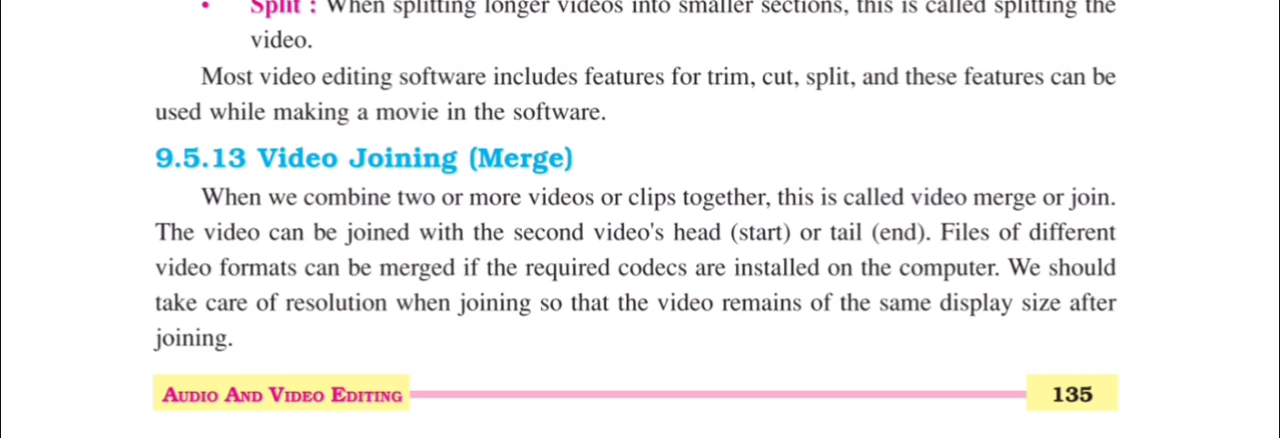 • Split : When splitting longer videos into smaller sections, this is called splitting the
video.
Most video editing software includes features for trim, cut, split, and these features can be
used while making a movie in the software.
9.5.13 Video Joining (Merge)
When we combine two or more videos or clips together, this is called video merge or join.
The video can be joined with the second video's head (start) or tail (end). Files of different
video formats can be merged if the required codecs are installed on the computer. We should
take care of resolution when joining so that the video remains of the same display size after
joining.
AUDIO AND VIDEO EDITING 135